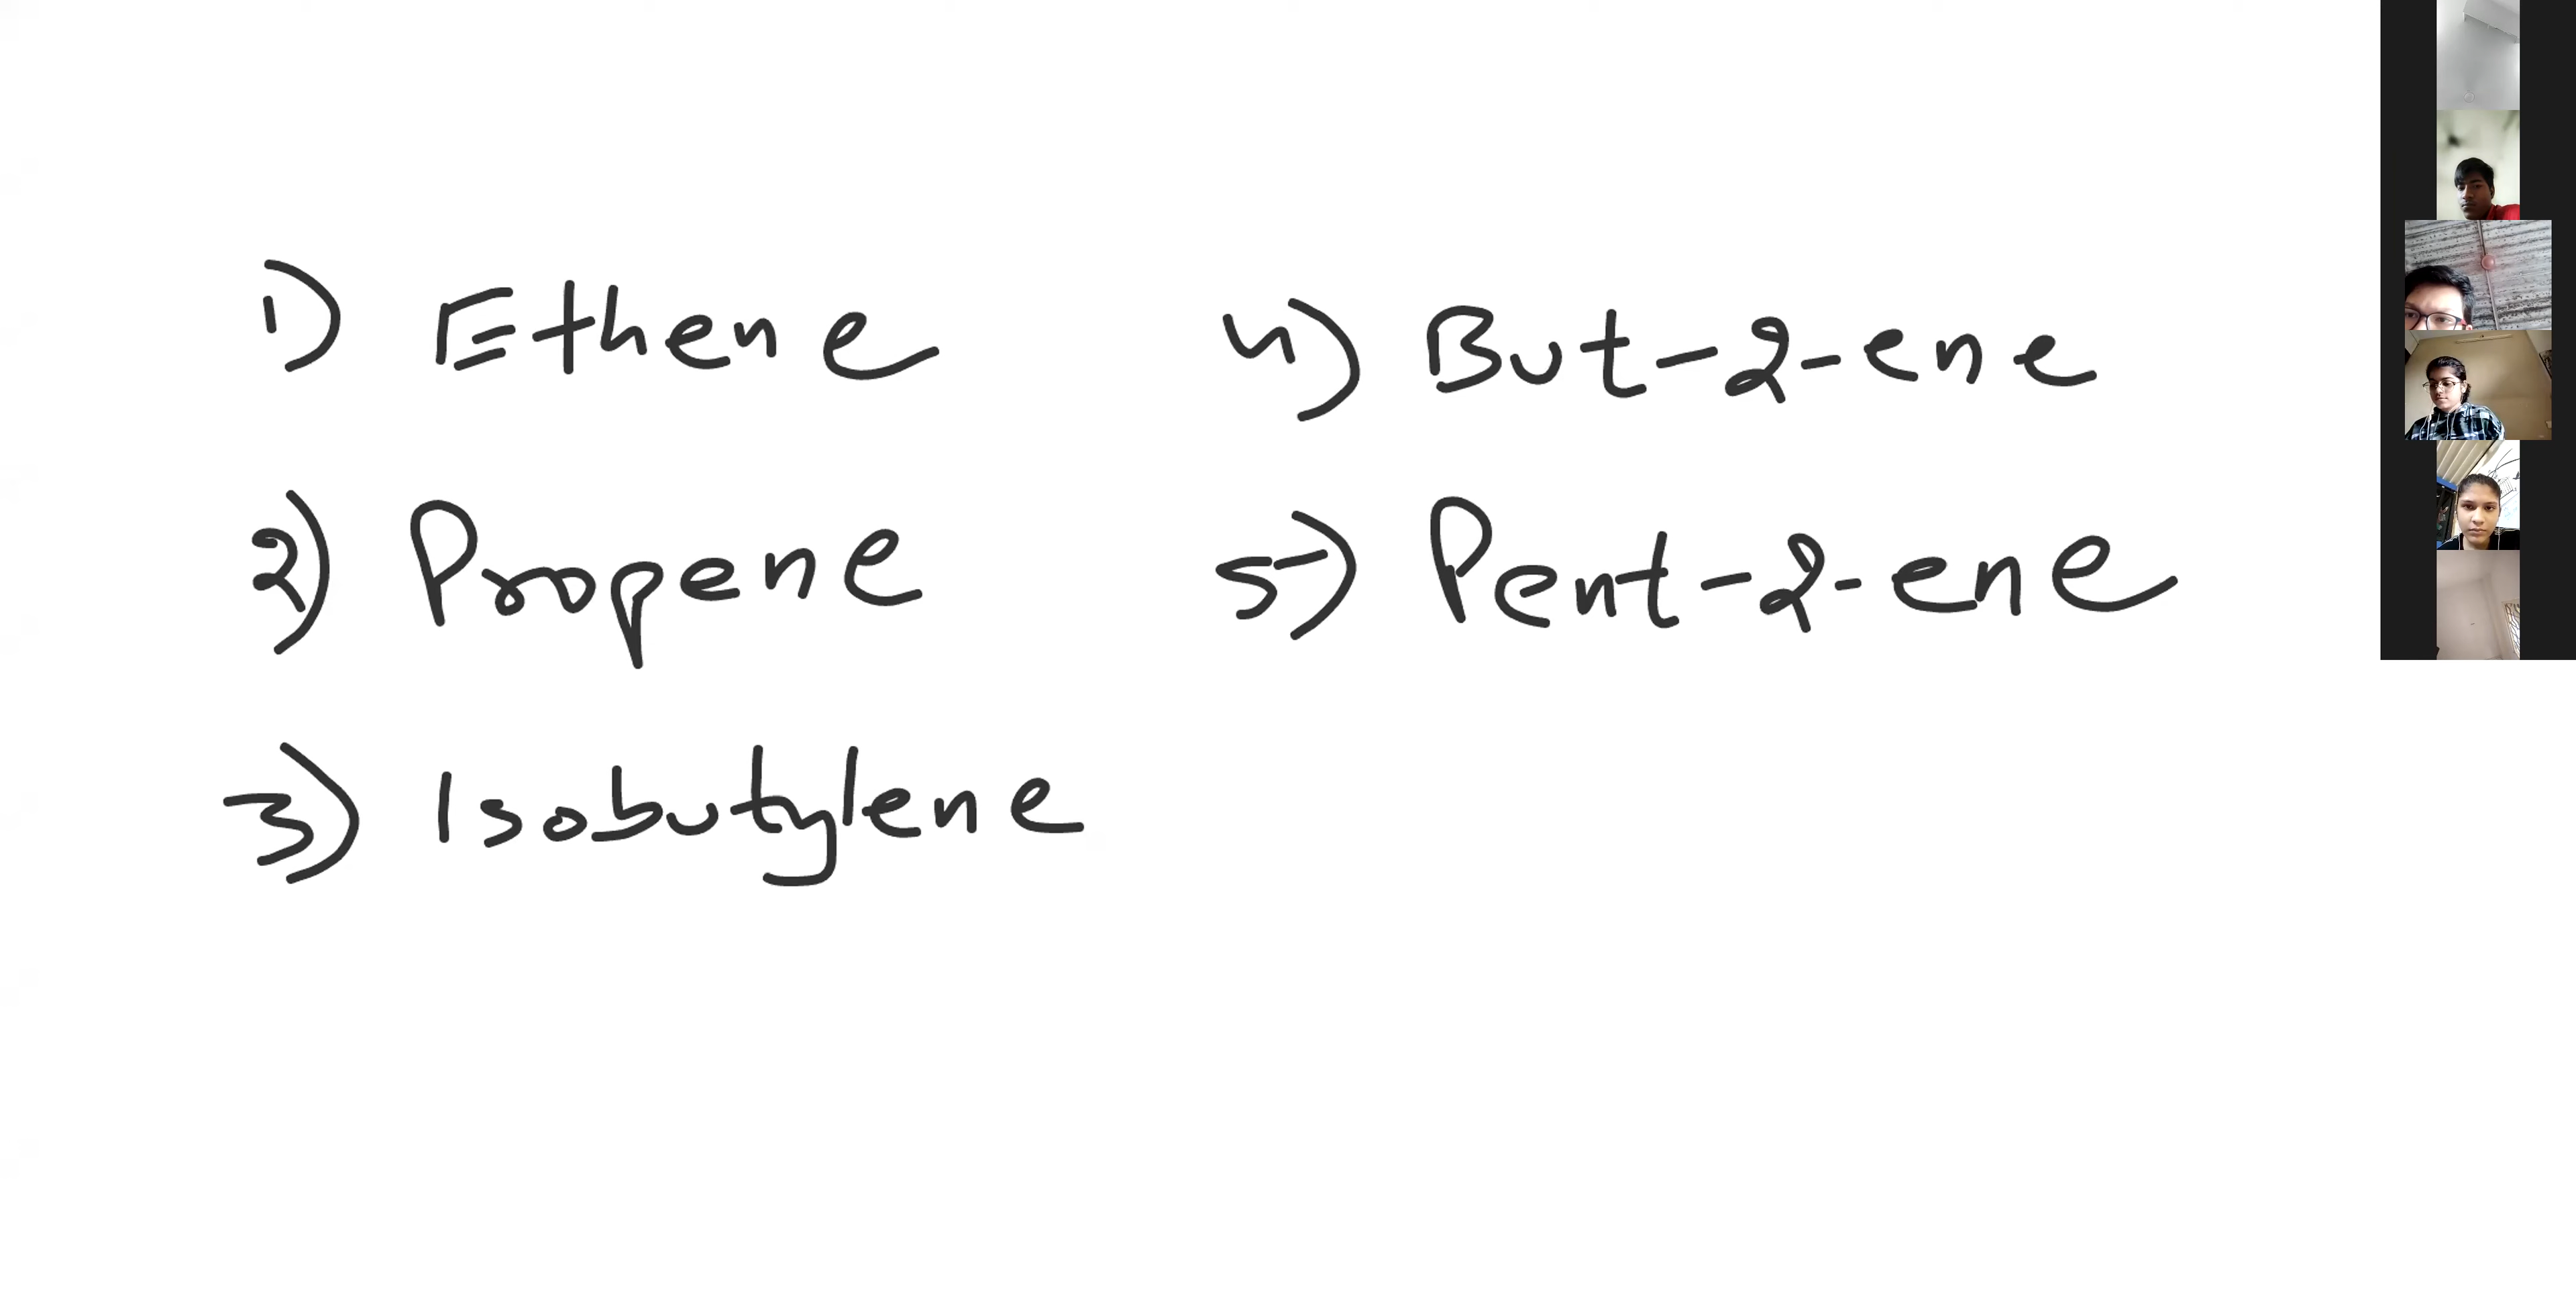 1) Ethene
2) Propene
3) Isobutylene
4) But-2-ene
5) Pent-2-ene